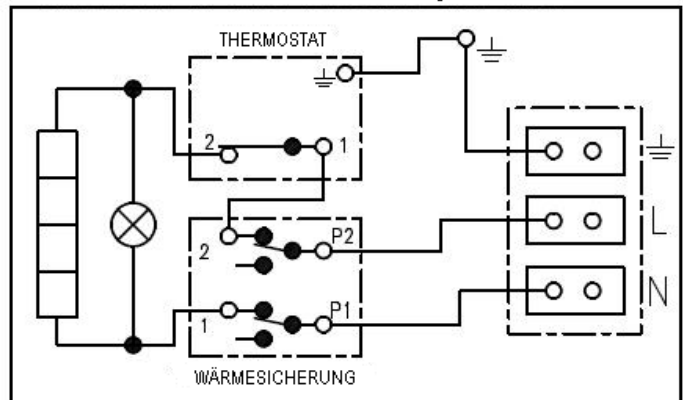 THERMOSTAT
2
1
P2
2
L
P1
1
N
WÄRMESICHERUNG